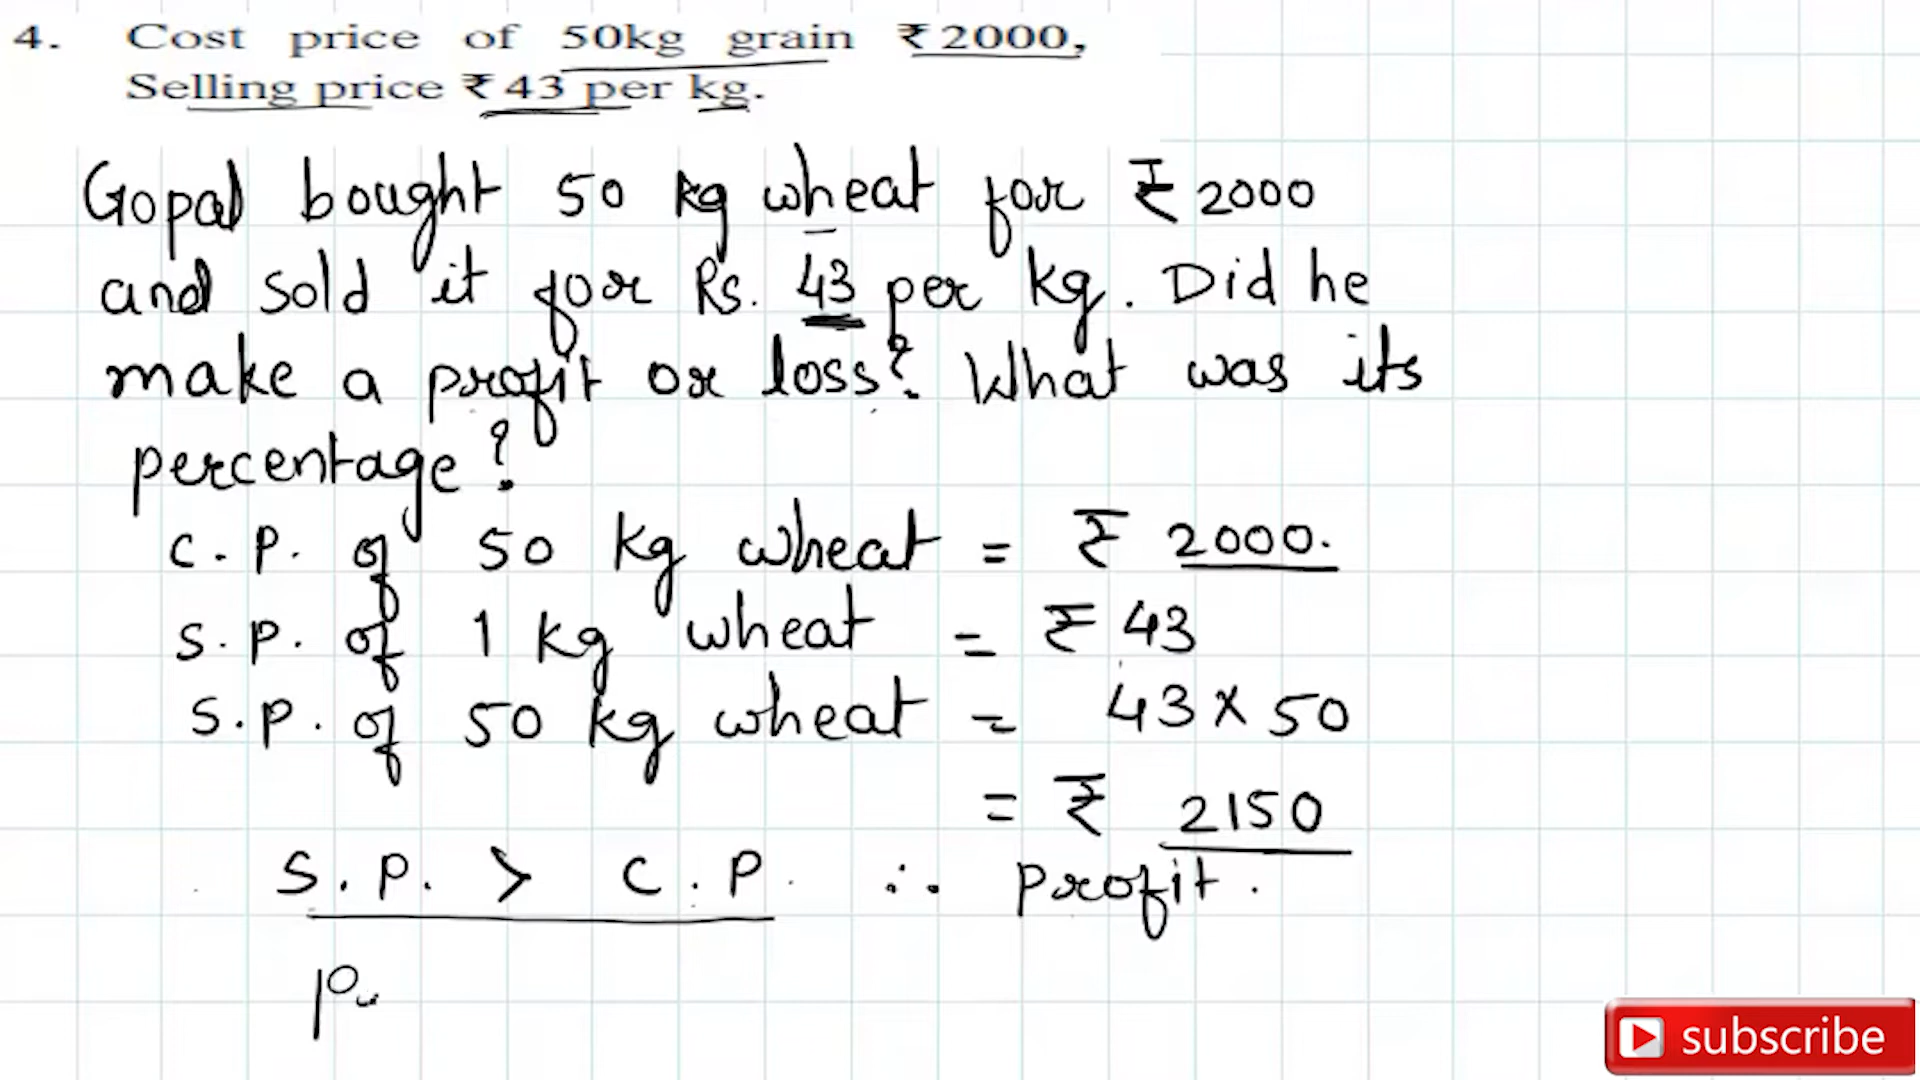 4. Cost price of 50kg grain ₹2000,
Selling price ₹43 per kg.
Gopal bought 50 kg wheat for ₹2000
and sold it for Rs. 43 per kg. Did he
make a profit or loss? What was its
percentage?
C.P. of 50 kg wheat = ₹ 2000.
S.P. of 1 kg wheat = ₹ 43
S.P. of 50 kg wheat = 43 × 50
= ₹ 2150
S.P. > C.P. ∴ profit.
subscribe